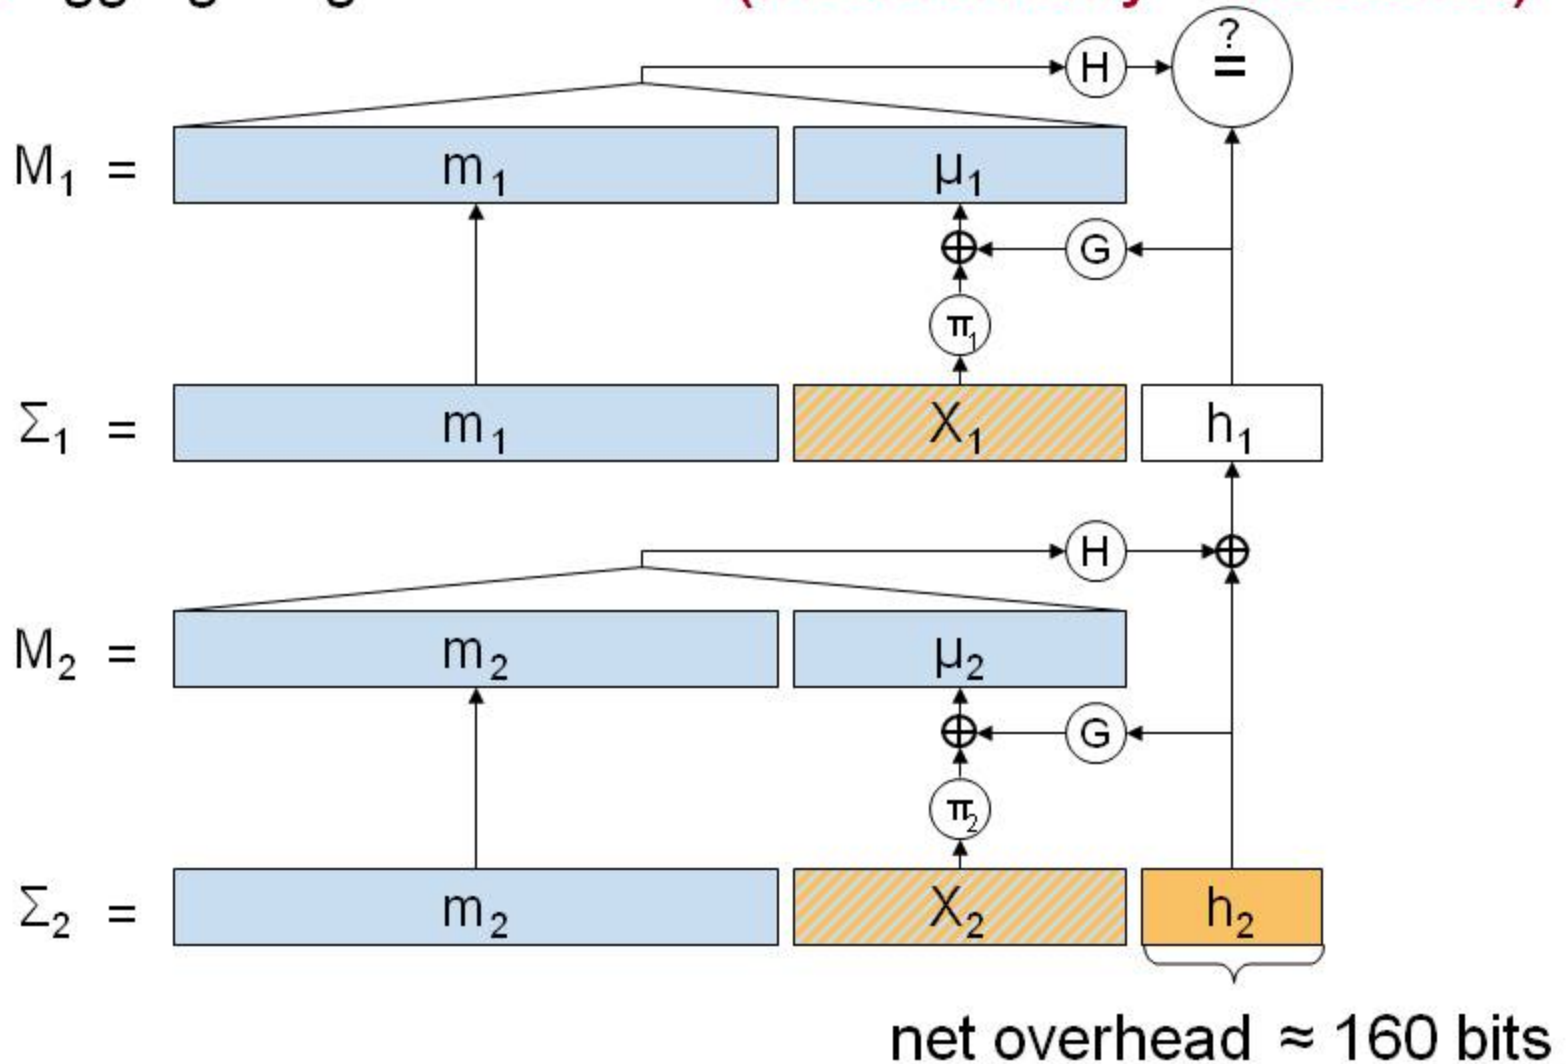 H ? =
M1 = m1 μ1
⊕ G
π1
Σ1 = m1 X1 h1
H ⊕
M2 = m2 μ2
⊕ G
π2
Σ2 = m2 X2 h2
net overhead ≈ 160 bits